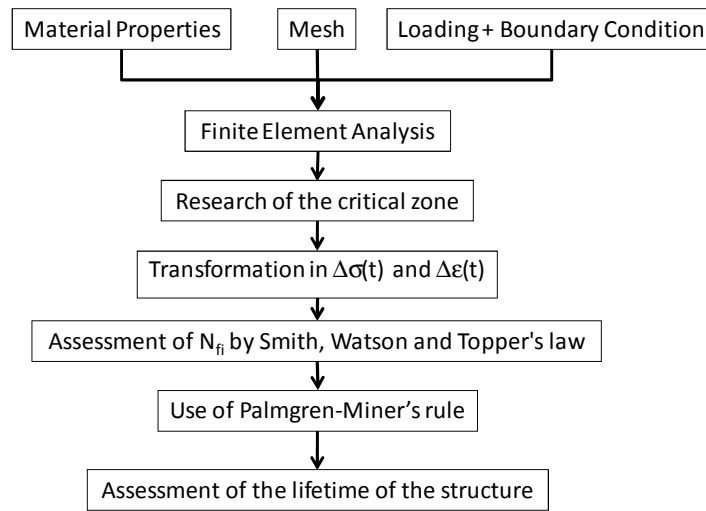 Material Properties
Mesh
Loading + Boundary Condition
Finite Element Analysis
Research of the critical zone
Transformation in Δσ(t) and Δε(t)
Assessment of Nfi by Smith, Watson and Topper's law
Use of Palmgren-Miner’s rule
Assessment of the lifetime of the structure